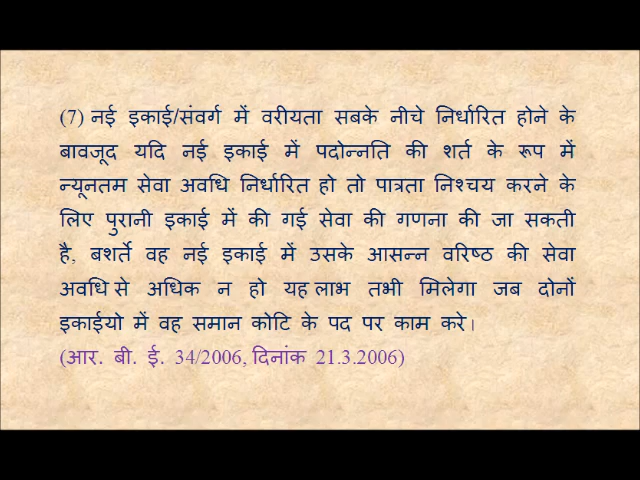 (7) नई इकाई/संवर्ग में वरीयता सबके नीचे निर्धारित होने के
बावजूद यदि नई इकाई में पदोन्नति की शर्त के रूप में
न्यूनतम सेवा अवधि निर्धारित हो तो पात्रता निश्चय करने के
लिए पुरानी इकाई में की गई सेवा की गणना की जा सकती
है, बशर्ते वह नई इकाई में उसके आसन्न वरिष्ठ की सेवा
अवधि से अधिक न हो यह लाभ तभी मिलेगा जब दोनों
इकाईयो में वह समान कोटि के पद पर काम करे।
(आर. बी. ई. 34/2006, दिनांक 21.3.2006)